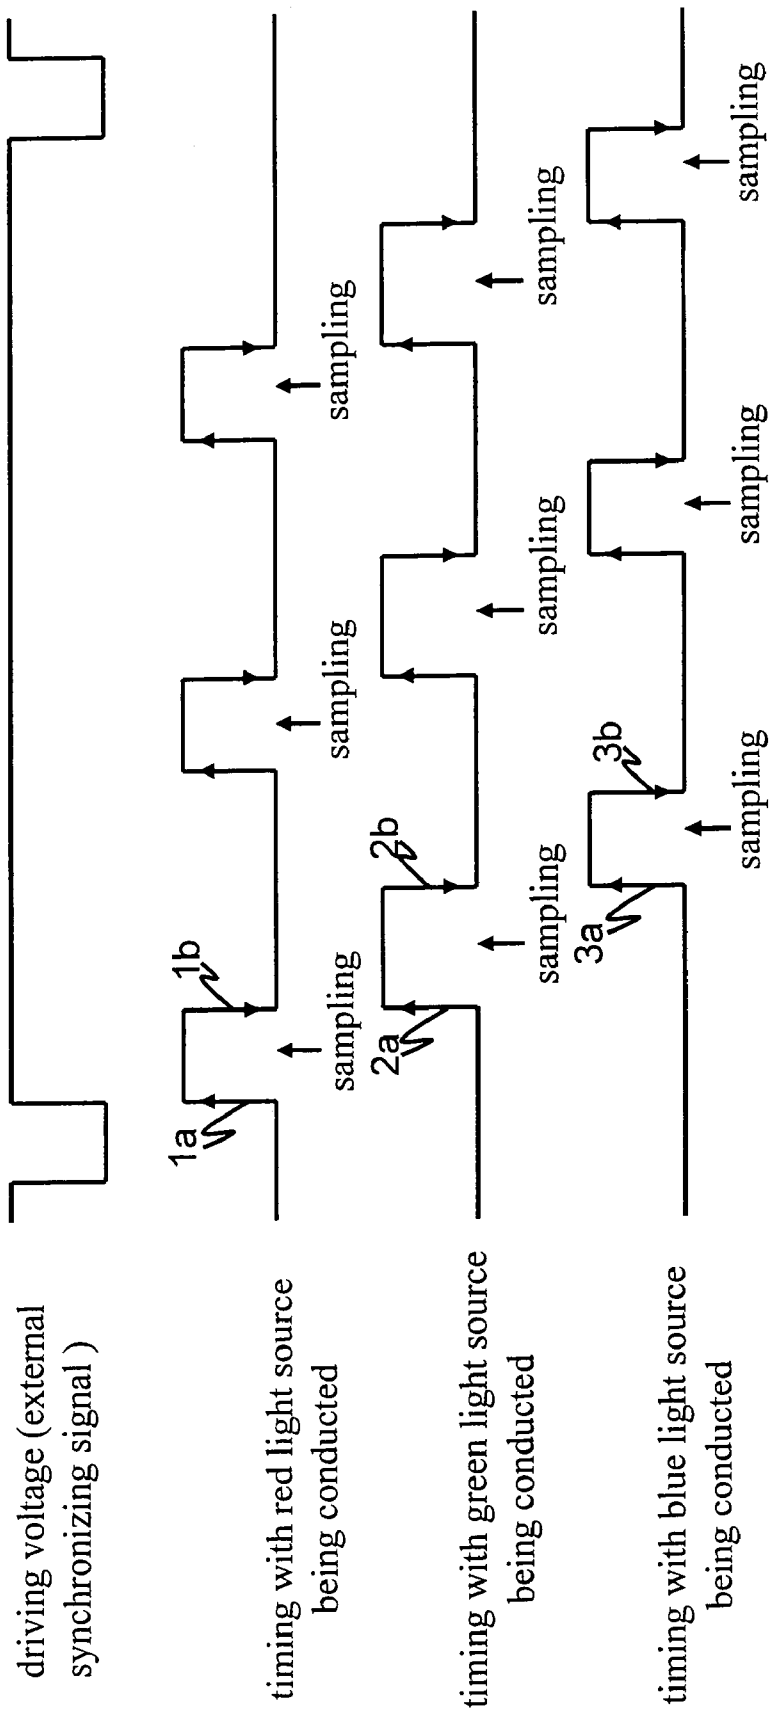 driving voltage (external
synchronizing signal )
timing with red light source
being conducted
1a
1b
sampling
sampling
sampling
timing with green light source
being conducted
2a
2b
sampling
sampling
sampling
timing with blue light source
being conducted
3a
3b
sampling
sampling
sampling